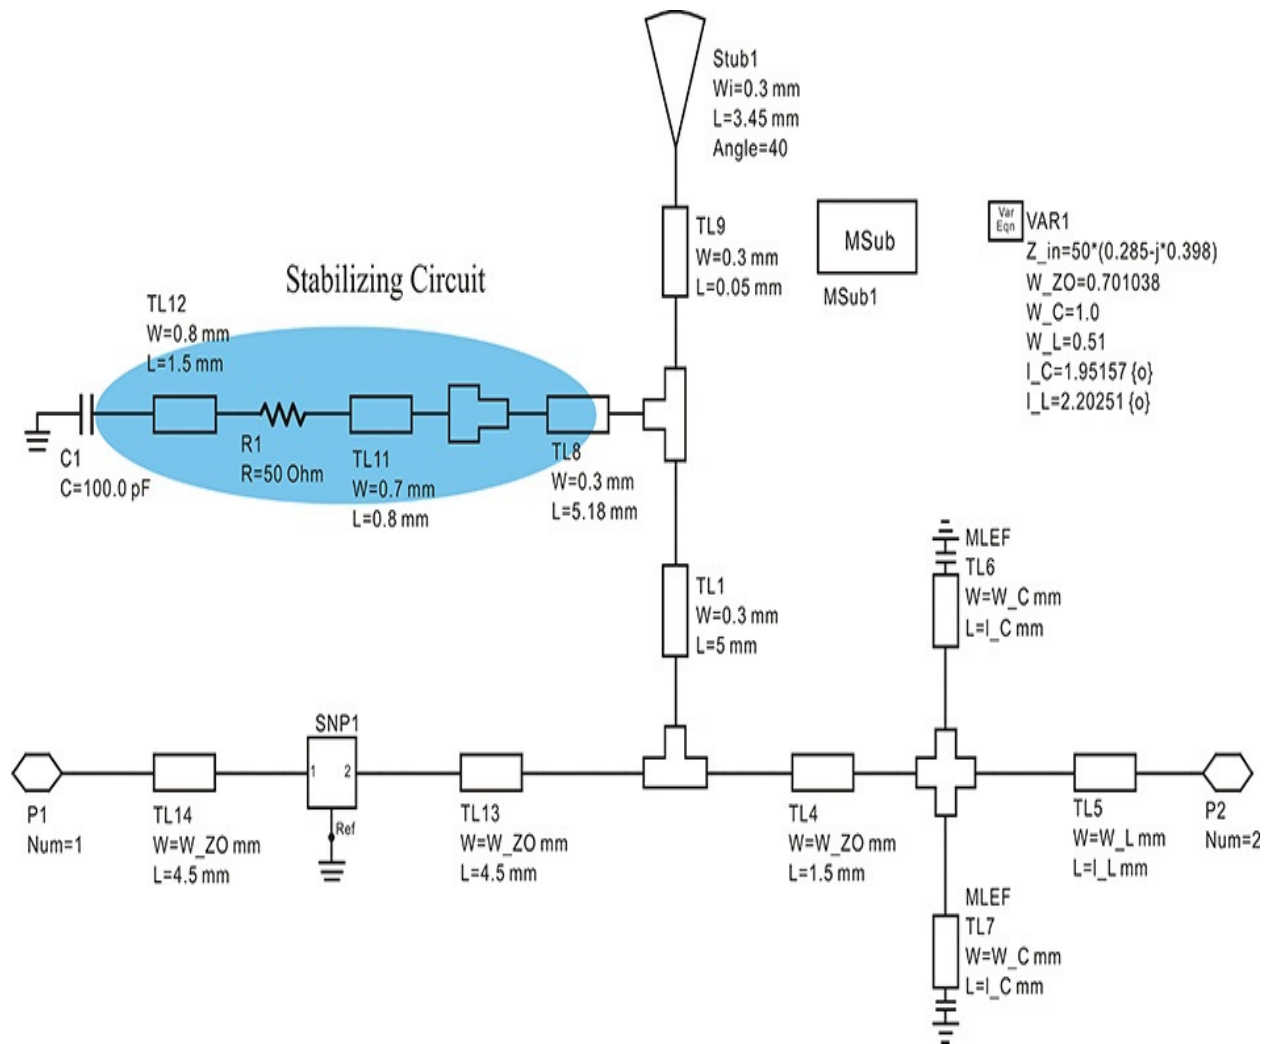 Stub1
Wi=0.3 mm
L=3.45 mm
Angle=40
TL9
W=0.3 mm
L=0.05 mm
MSub
MSub1
Var
Eqn
VAR1
Z_in=50*(0.285-j*0.398)
W_ZO=0.701038
W_C=1.0
W_L=0.51
l_C=1.95157 {o}
l_L=2.20251 {o}
Stabilizing Circuit
TL12
W=0.8 mm
L=1.5 mm
C1
C=100.0 pF
R1
R=50 Ohm
TL11
W=0.7 mm
L=0.8 mm
TL8
W=0.3 mm
L=5.18 mm
TL1
W=0.3 mm
L=5 mm
MLEF
TL6
W=W_C mm
L=l_C mm
P1
Num=1
TL14
W=W_ZO mm
L=4.5 mm
SNP1
1 2
Ref
TL13
W=W_ZO mm
L=4.5 mm
TL4
W=W_ZO mm
L=1.5 mm
TL5
W=W_L mm
L=l_L mm
P2
Num=2
MLEF
TL7
W=W_C mm
L=l_C mm